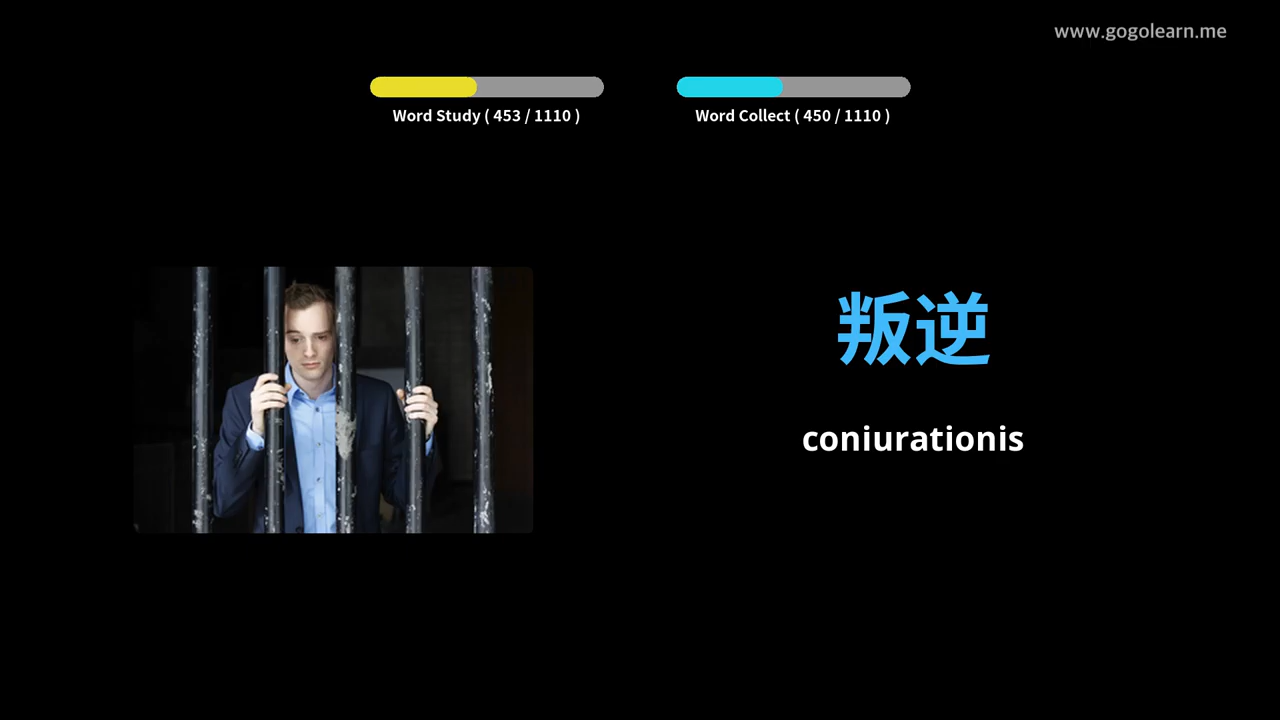 www.gogolearn.me
Word Study ( 453 / 1110 )
Word Collect ( 450 / 1110 )
叛逆
coniurationis